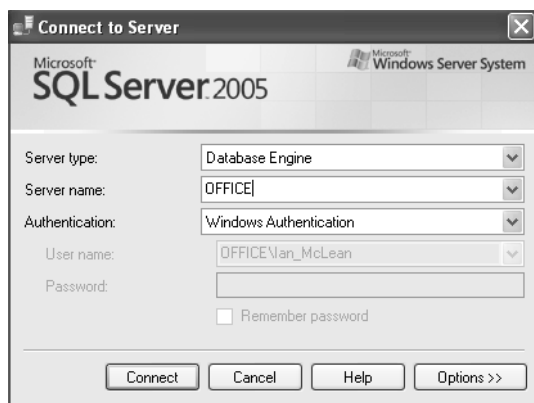 Connect to Server
Microsoft
SQL Server 2005
Microsoft
Windows Server System
Server type: Database Engine
Server name: OFFICE
Authentication: Windows Authentication
User name: OFFICE\Ian_McLean
Password:
Remember password
Connect Cancel Help Options >>